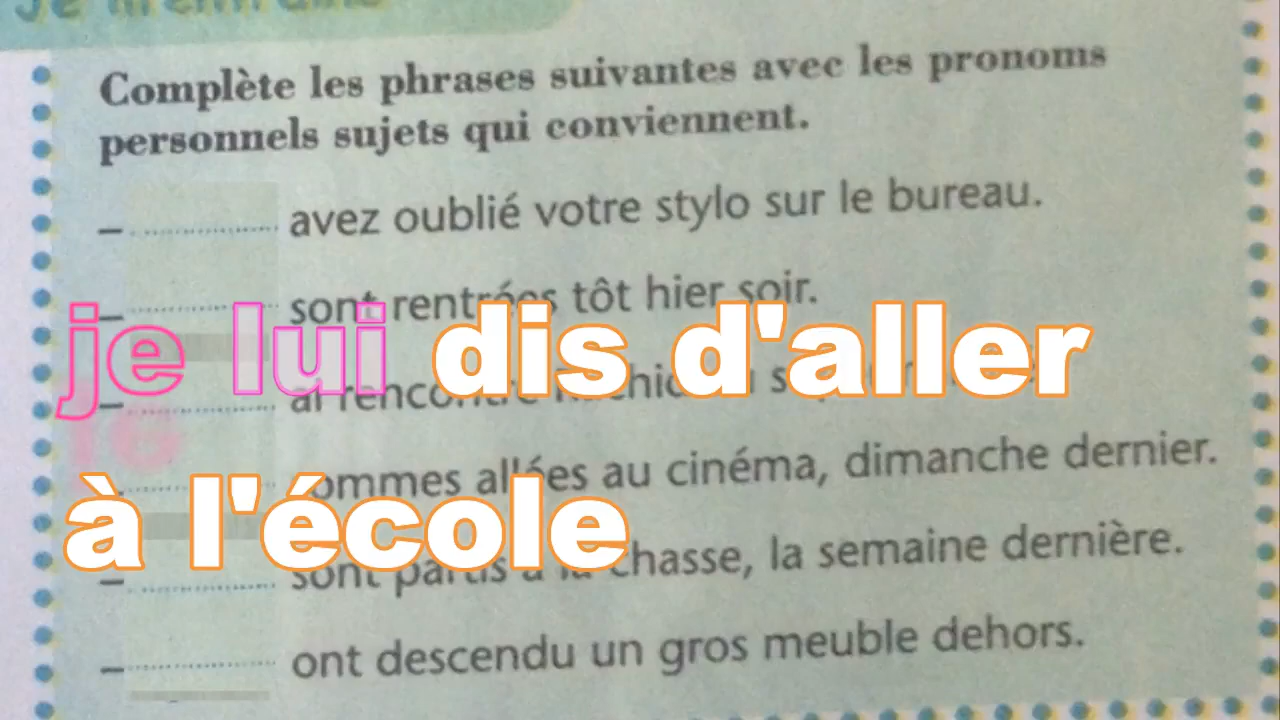 Complète les phrases suivantes avec les pronoms
personnels sujets qui conviennent.
– ............ avez oublié votre stylo sur le bureau.
– ............ sont rentrées tôt hier soir.
je lui dis d'aller
– ............ ai rencontré
– ............ sommes allées au cinéma, dimanche dernier.
à l'école
– ............ sont partis à la chasse, la semaine dernière.
– ............ ont descendu un gros meuble dehors.